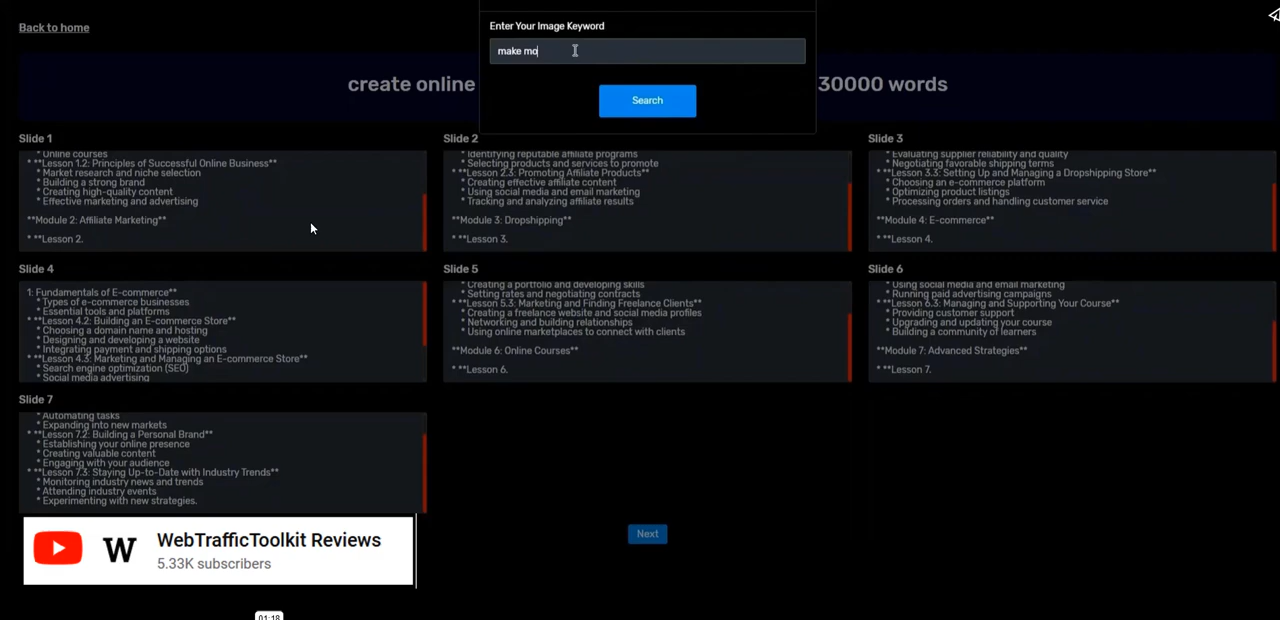 Back to home
Enter Your Image Keyword
make mo
Search
create online
30000 words
Slide 1
* Online courses
* **Lesson 1.2: Principles of Successful Online Business**
* Market research and niche selection
* Building a strong brand
* Creating high-quality content
* Effective marketing and advertising
**Module 2: Affiliate Marketing**
* **Lesson 2.
Slide 2
* Identifying reputable affiliate programs
* Selecting products and services to promote
* **Lesson 2.3: Promoting Affiliate Products**
* Creating effective affiliate content
* Using social media and email marketing
* Tracking and analyzing affiliate results
**Module 3: Dropshipping**
* **Lesson 3.
Slide 3
* Evaluating supplier reliability and quality
* Negotiating favorable shipping terms
* **Lesson 3.3: Setting Up and Managing a Dropshipping Store**
* Choosing an e-commerce platform
* Optimizing product listings
* Processing orders and handling customer service
**Module 4: E-commerce**
* **Lesson 4.
Slide 4
1: Fundamentals of E-commerce**
* Types of e-commerce businesses
* Essential tools and platforms
* **Lesson 4.2: Building an E-commerce Store**
* Choosing a domain name and hosting
* Designing and developing a website
* Integrating payment and shipping options
* **Lesson 4.3: Marketing and Managing an E-commerce Store**
* Search engine optimization (SEO)
* Social media advertising
Slide 5
* Creating a portfolio and developing skills
* Setting rates and negotiating contracts
* **Lesson 5.3: Marketing and Finding Freelance Clients**
* Creating a freelance website and social media profiles
* Networking and building relationships
* Using online marketplaces to connect with clients
**Module 6: Online Courses**
* **Lesson 6.
Slide 6
* Using social media and email marketing
* Running paid advertising campaigns
* **Lesson 6.3: Managing and Supporting Your Course**
* Providing customer support
* Upgrading and updating your course
* Building a community of learners
**Module 7: Advanced Strategies**
* **Lesson 7.
Slide 7
* Automating tasks
* Expanding into new markets
* **Lesson 7.2: Building a Personal Brand**
* Establishing your online presence
* Creating valuable content
* Engaging with your audience
* **Lesson 7.3: Staying Up-to-Date with Industry Trends**
* Monitoring industry news and trends
* Attending industry events
* Experimenting with new strategies.
Next
W
WebTrafficToolkit Reviews
5.33K subscribers
01:18